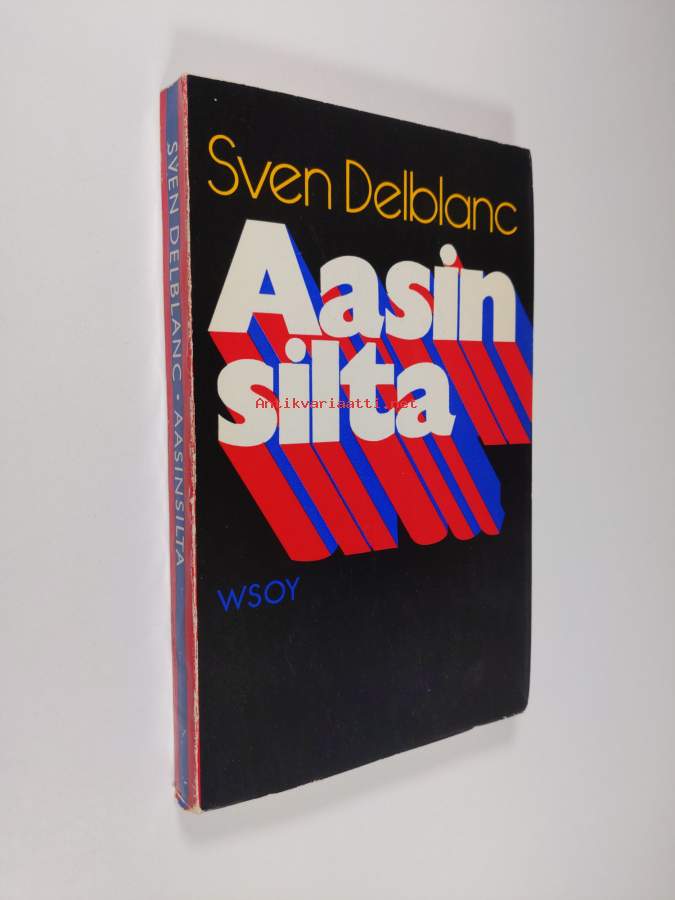 Sven Delblanc
Aasin
silta
WSOY
SVEN DELBLANC • AASINSILTA
Antikvariaatti.net